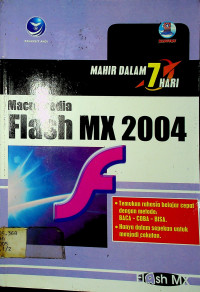 MAHIR DALAM 7 HARI
Macromedia
Flash MX 2004
• Temukan rahasia belajar cepat
dengan metode:
BACA - COBA - BISA.
• Hanya dalam sepekan untuk
menjadi pakatan.
Flash MX